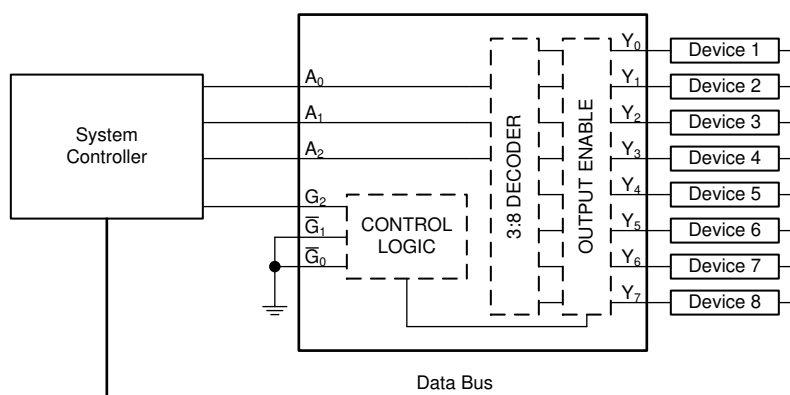 System
Controller
A0
A1
A2
G2
G̅1
G̅0
CONTROL
LOGIC
3:8 DECODER
OUTPUT ENABLE
Y0
Y1
Y2
Y3
Y4
Y5
Y6
Y7
Device 1
Device 2
Device 3
Device 4
Device 5
Device 6
Device 7
Device 8
Data Bus